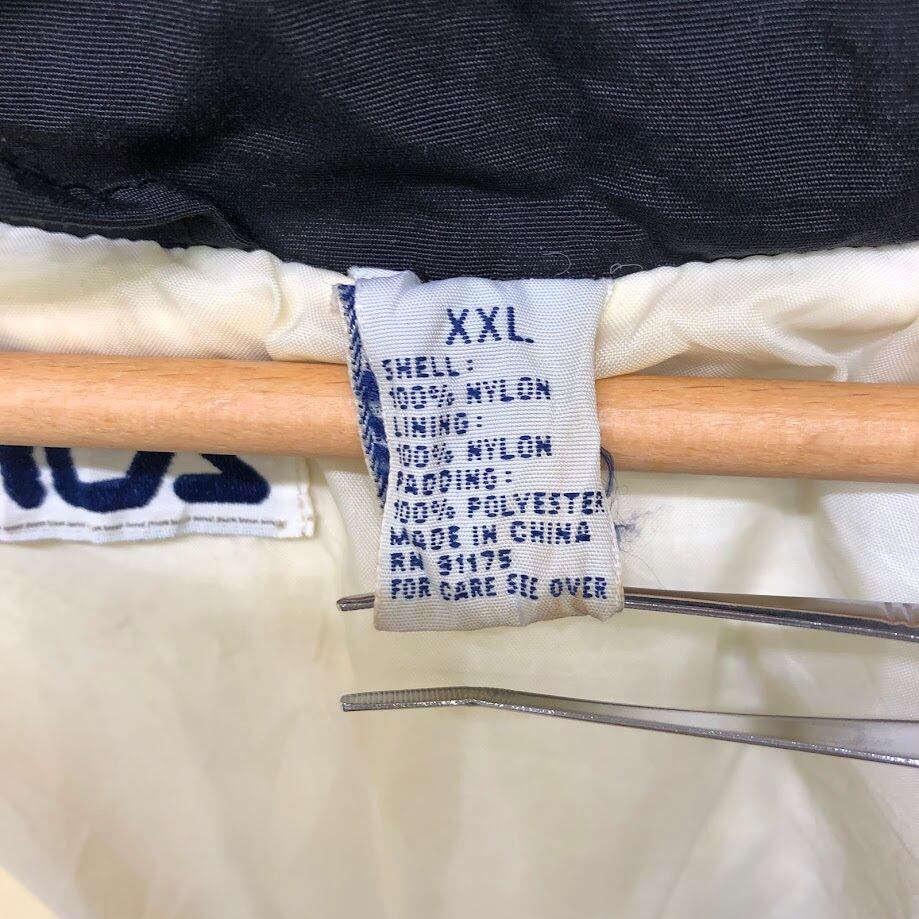 XXL
SHELL:
100% NYLON
LINING:
100% NYLON
PADDING:
100% POLYESTER
MADE IN CHINA
RN 31175
FOR CARE SEE OVER